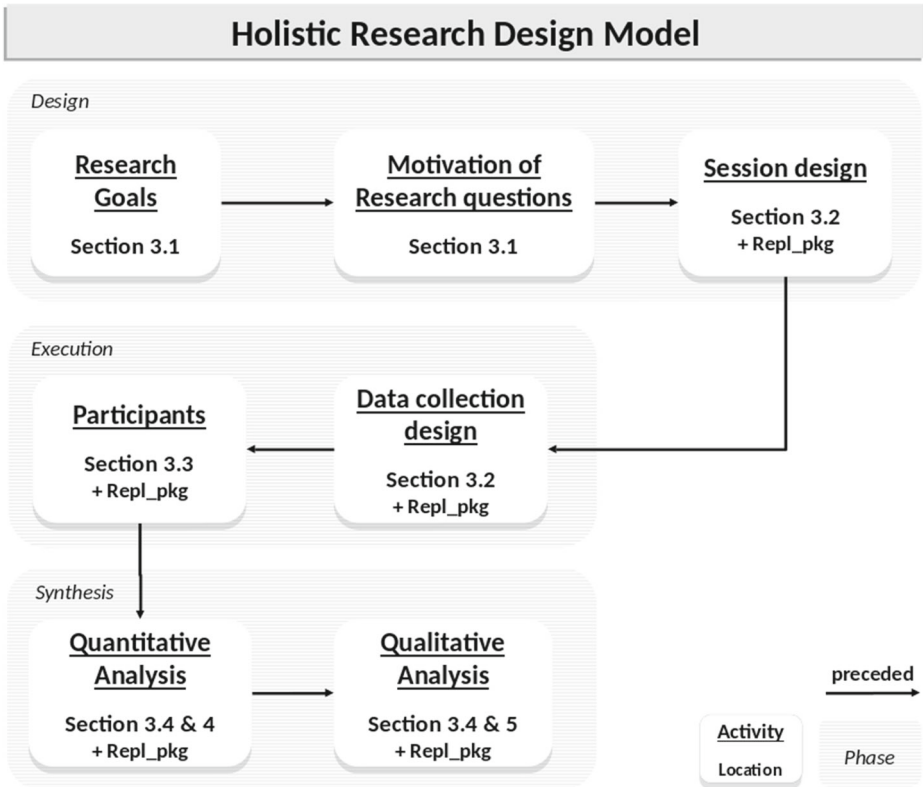 Holistic Research Design Model
Design
Research
Goals
Section 3.1
Motivation of
Research questions
Section 3.1
Session design
Section 3.2
+ Repl_pkg
Execution
Participants
Section 3.3
+ Repl_pkg
Data collection
design
Section 3.2
+ Repl_pkg
Synthesis
Quantitative
Analysis
Section 3.4 & 4
+ Repl_pkg
Qualitative
Analysis
Section 3.4 & 5
+ Repl_pkg
preceded
Activity
Location
Phase